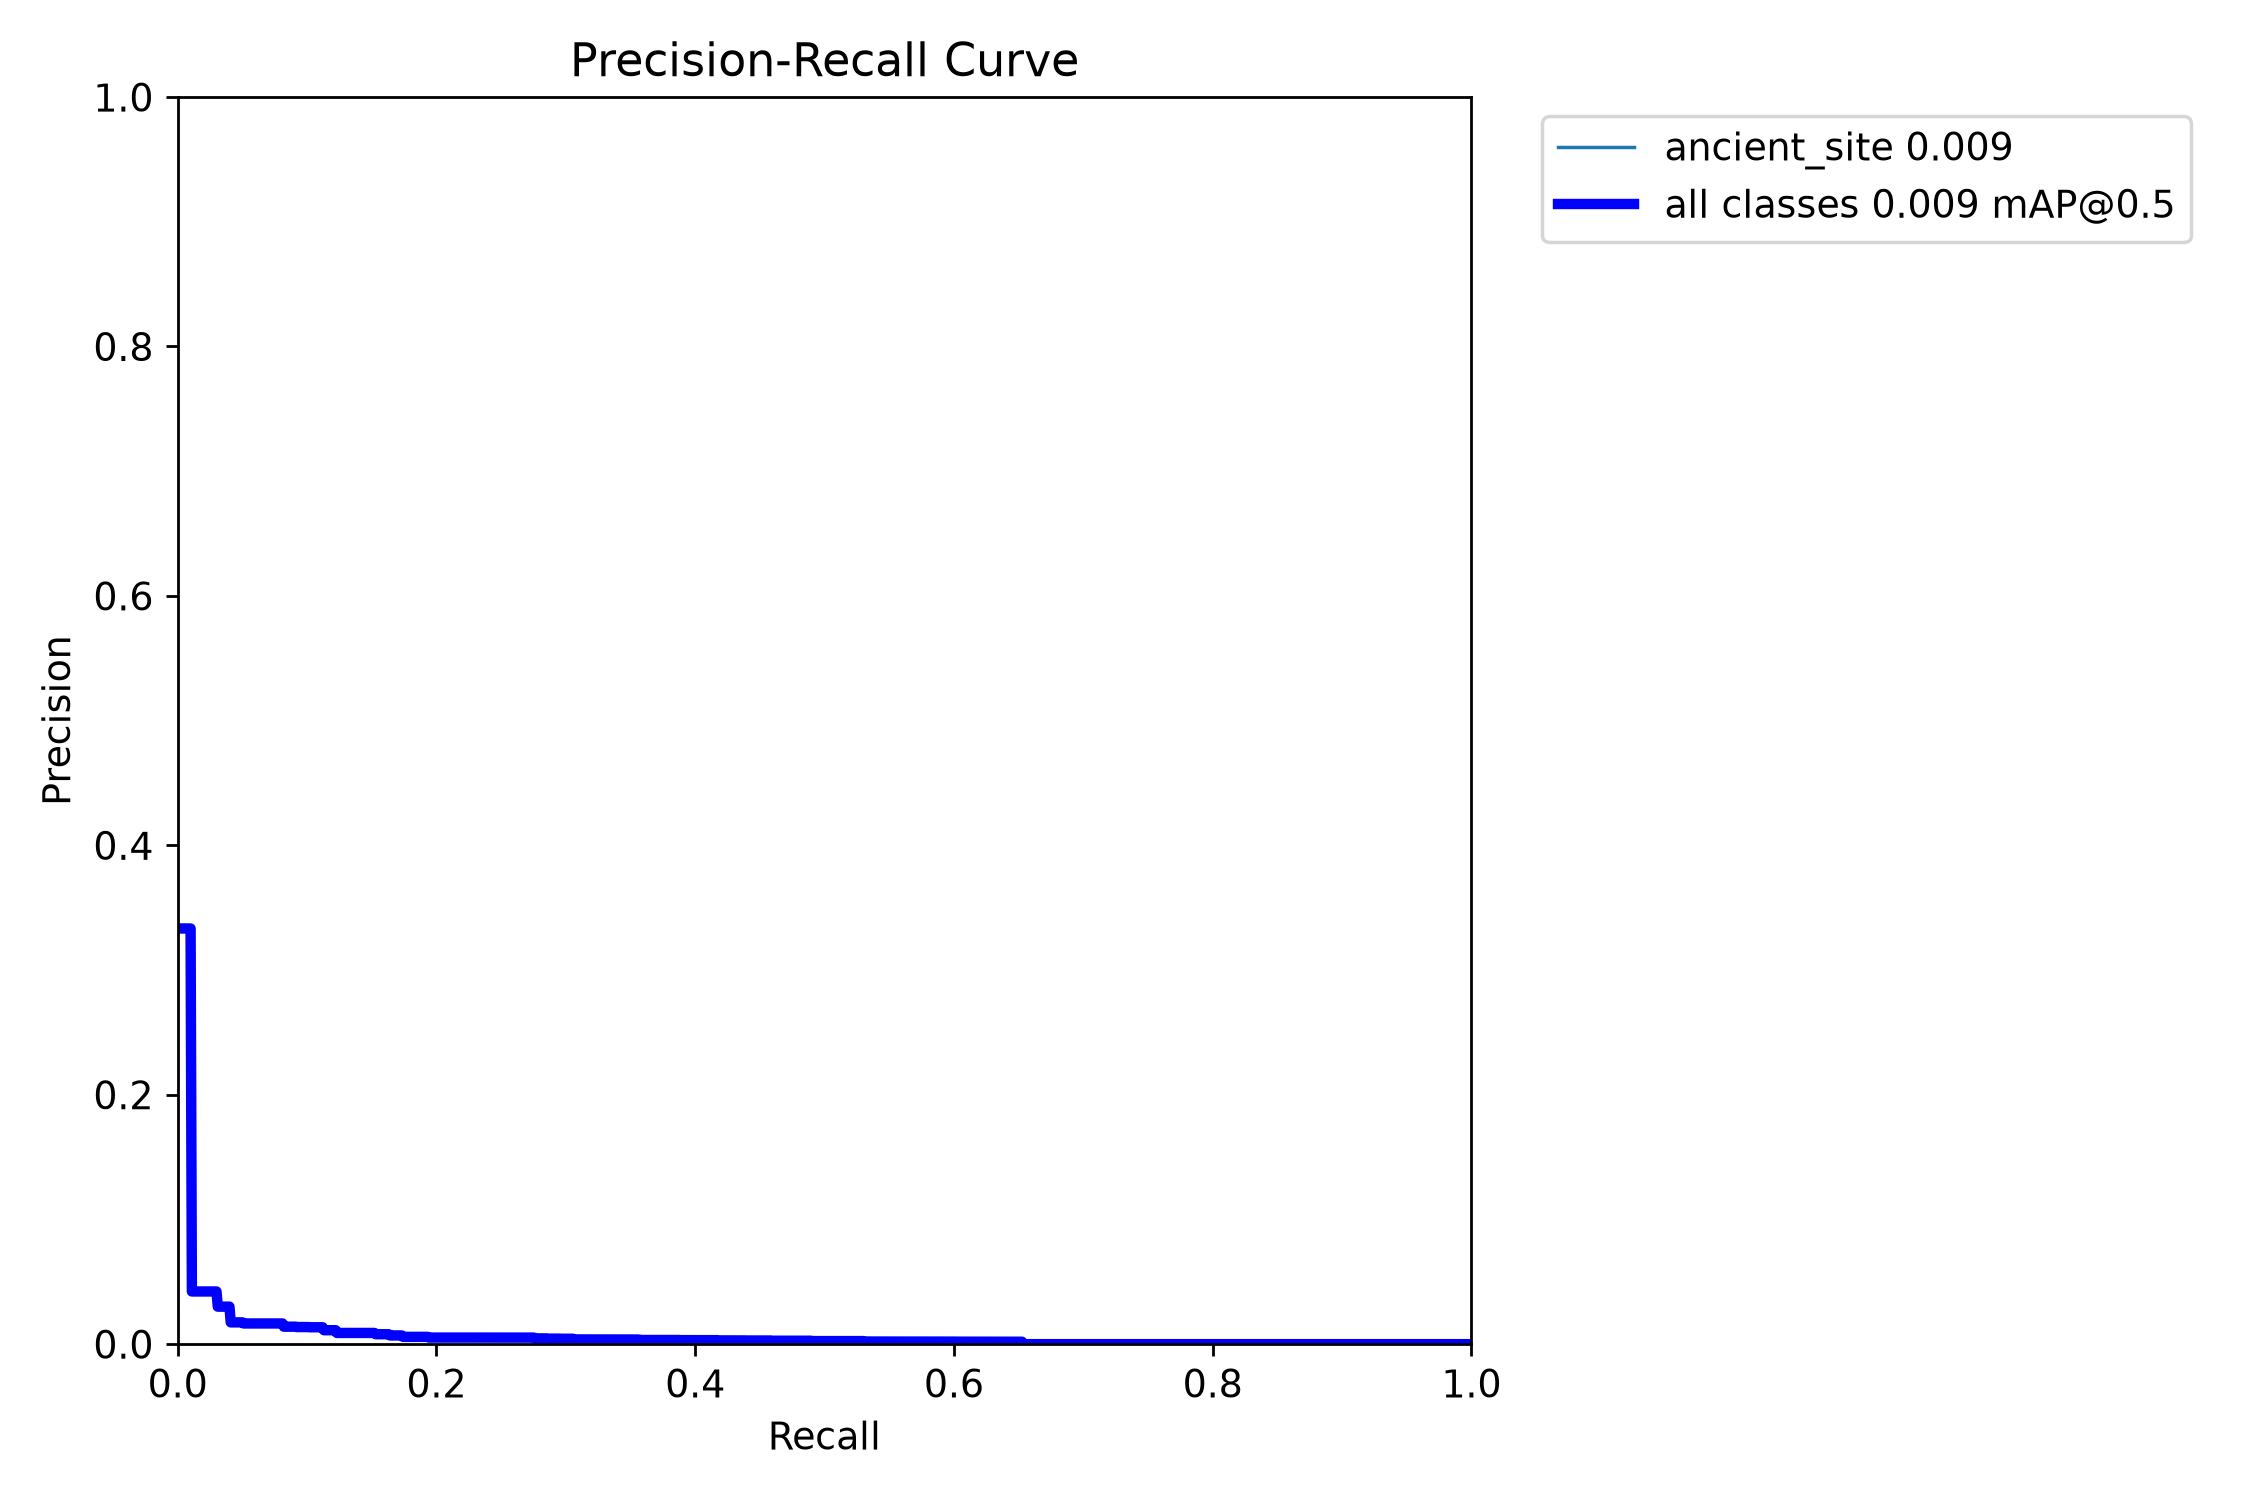 Precision-Recall Curve
1.0
0.8
0.6
0.4
0.2
0.0
Precision
0.0 0.2 0.4 0.6 0.8 1.0
Recall
ancient_site 0.009
all classes 0.009 mAP@0.5